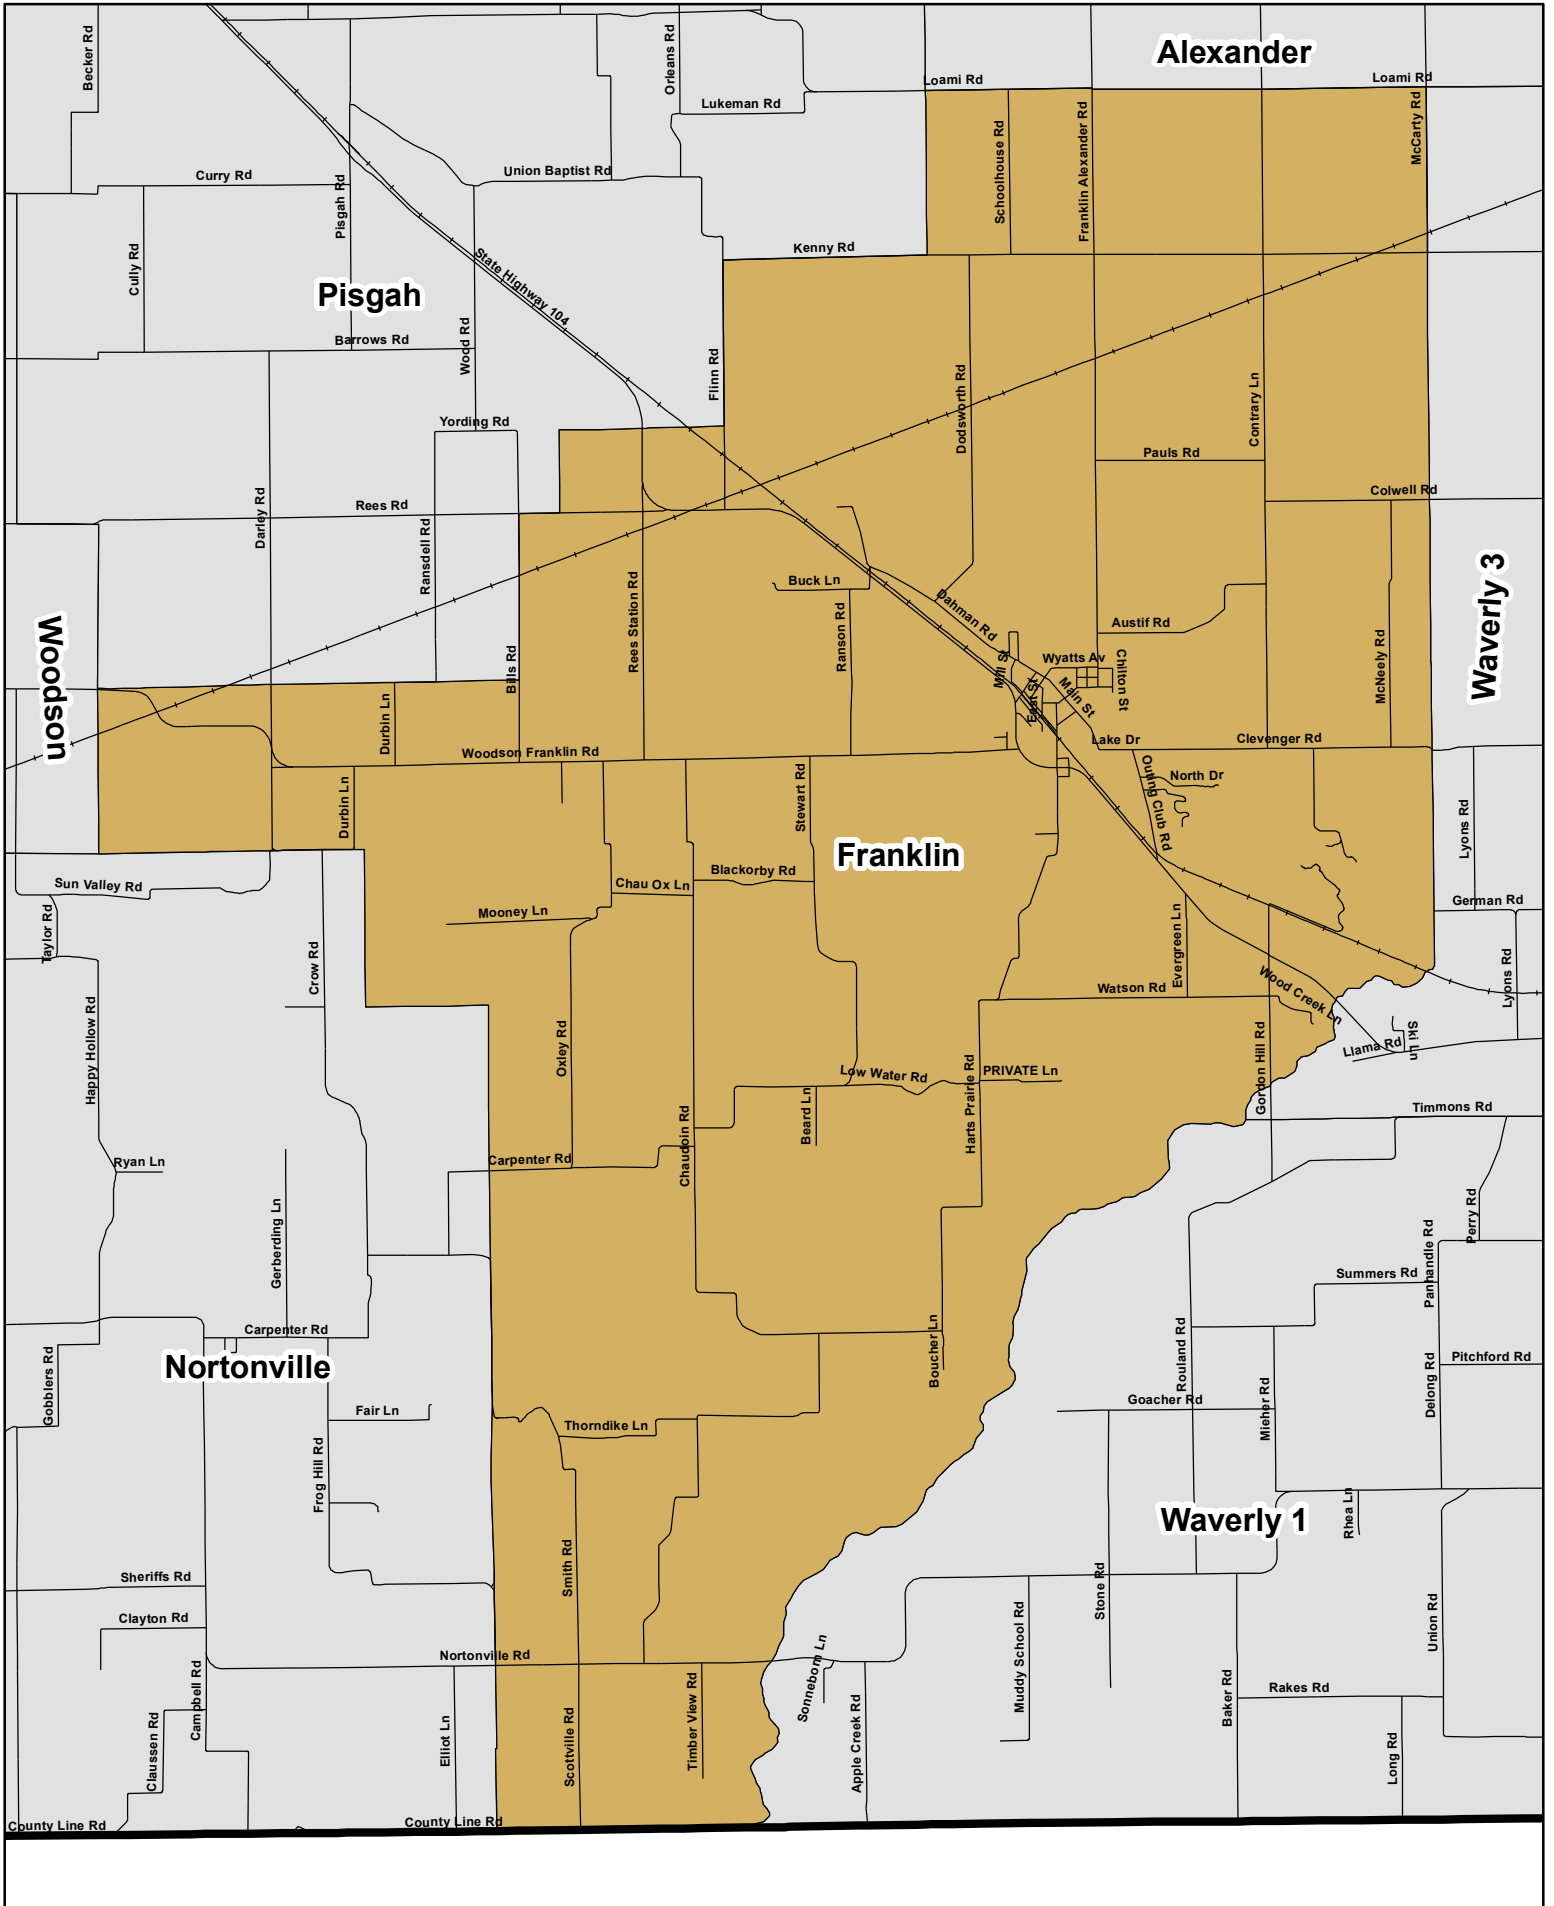 Becker Rd
Orleans Rd
Alexander
Loami Rd
Loami Rd
Lukeman Rd
McCarty Rd
Schoolhouse Rd
Franklin Alexander Rd
Union Baptist Rd
Curry Rd
Pisgah Rd
Cully Rd
Kenny Rd
State Highway 104
Pisgah
Barrows Rd
Wood Rd
Flinn Rd
Dodsworth Rd
Contrary Ln
Yording Rd
Pauls Rd
Colwell Rd
Rees Rd
Darley Rd
Ransdell Rd
Buck Ln
Rees Station Rd
Ranson Rd
Dahman Rd
Austif Rd
Waverly 3
Woodson
Bills Rd
Mill St
Wyatts Av
Chilton St
McNeely Rd
Durbin Ln
East St
Main St
Woodson Franklin Rd
Lake Dr
Clevenger Rd
Outing Club Rd
North Dr
Durbin Ln
Stewart Rd
Lyons Rd
Franklin
Sun Valley Rd
Chau Ox Ln
Blackorby Rd
German Rd
Mooney Ln
Taylor Rd
Evergreen Ln
Crow Rd
Lyons Rd
Watson Rd
Wood Creek Ln
Happy Hollow Rd
Oxley Rd
Gordon Hill Rd
Llama Rd
Ski Ln
Low Water Rd
PRIVATE Ln
Harts Prairie Rd
Beard Ln
Timmons Rd
Chaudoin Rd
Ryan Ln
Carpenter Rd
Gerberding Ln
Perry Rd
Panhandle Rd
Summers Rd
Carpenter Rd
Boucher Ln
Rouland Rd
Nortonville
Gobblers Rd
Pitchford Rd
Delong Rd
Mieher Rd
Goacher Rd
Fair Ln
Thorndike Ln
Frog Hill Rd
Waverly 1
Rhea Ln
Smith Rd
Sheriffs Rd
Stone Rd
Clayton Rd
Union Rd
Muddy School Rd
Nortonville Rd
Sonneborn Ln
Campbell Rd
Timber View Rd
Baker Rd
Rakes Rd
Claussen Rd
Elliot Ln
Scottville Rd
Apple Creek Rd
Long Rd
County Line Rd
County Line Rd